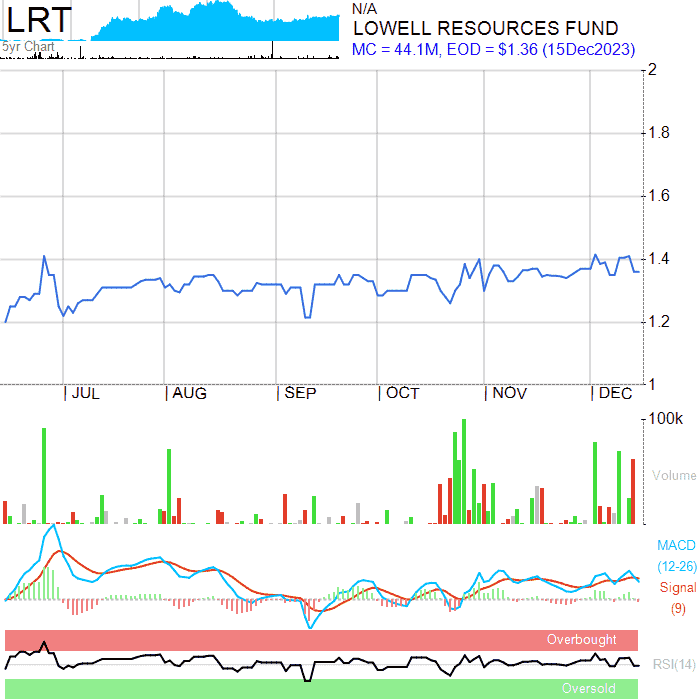 LRT
5yr Chart
N/A
LOWELL RESOURCES FUND
MC = 44.1M, EOD = $1.36 (15Dec2023)
2
1.8
1.6
1.4
1.2
1
JUL AUG SEP OCT NOV DEC
100k
Volume
MACD
(12-26)
Signal
(9)
Overbought
RSI(14)
Oversold